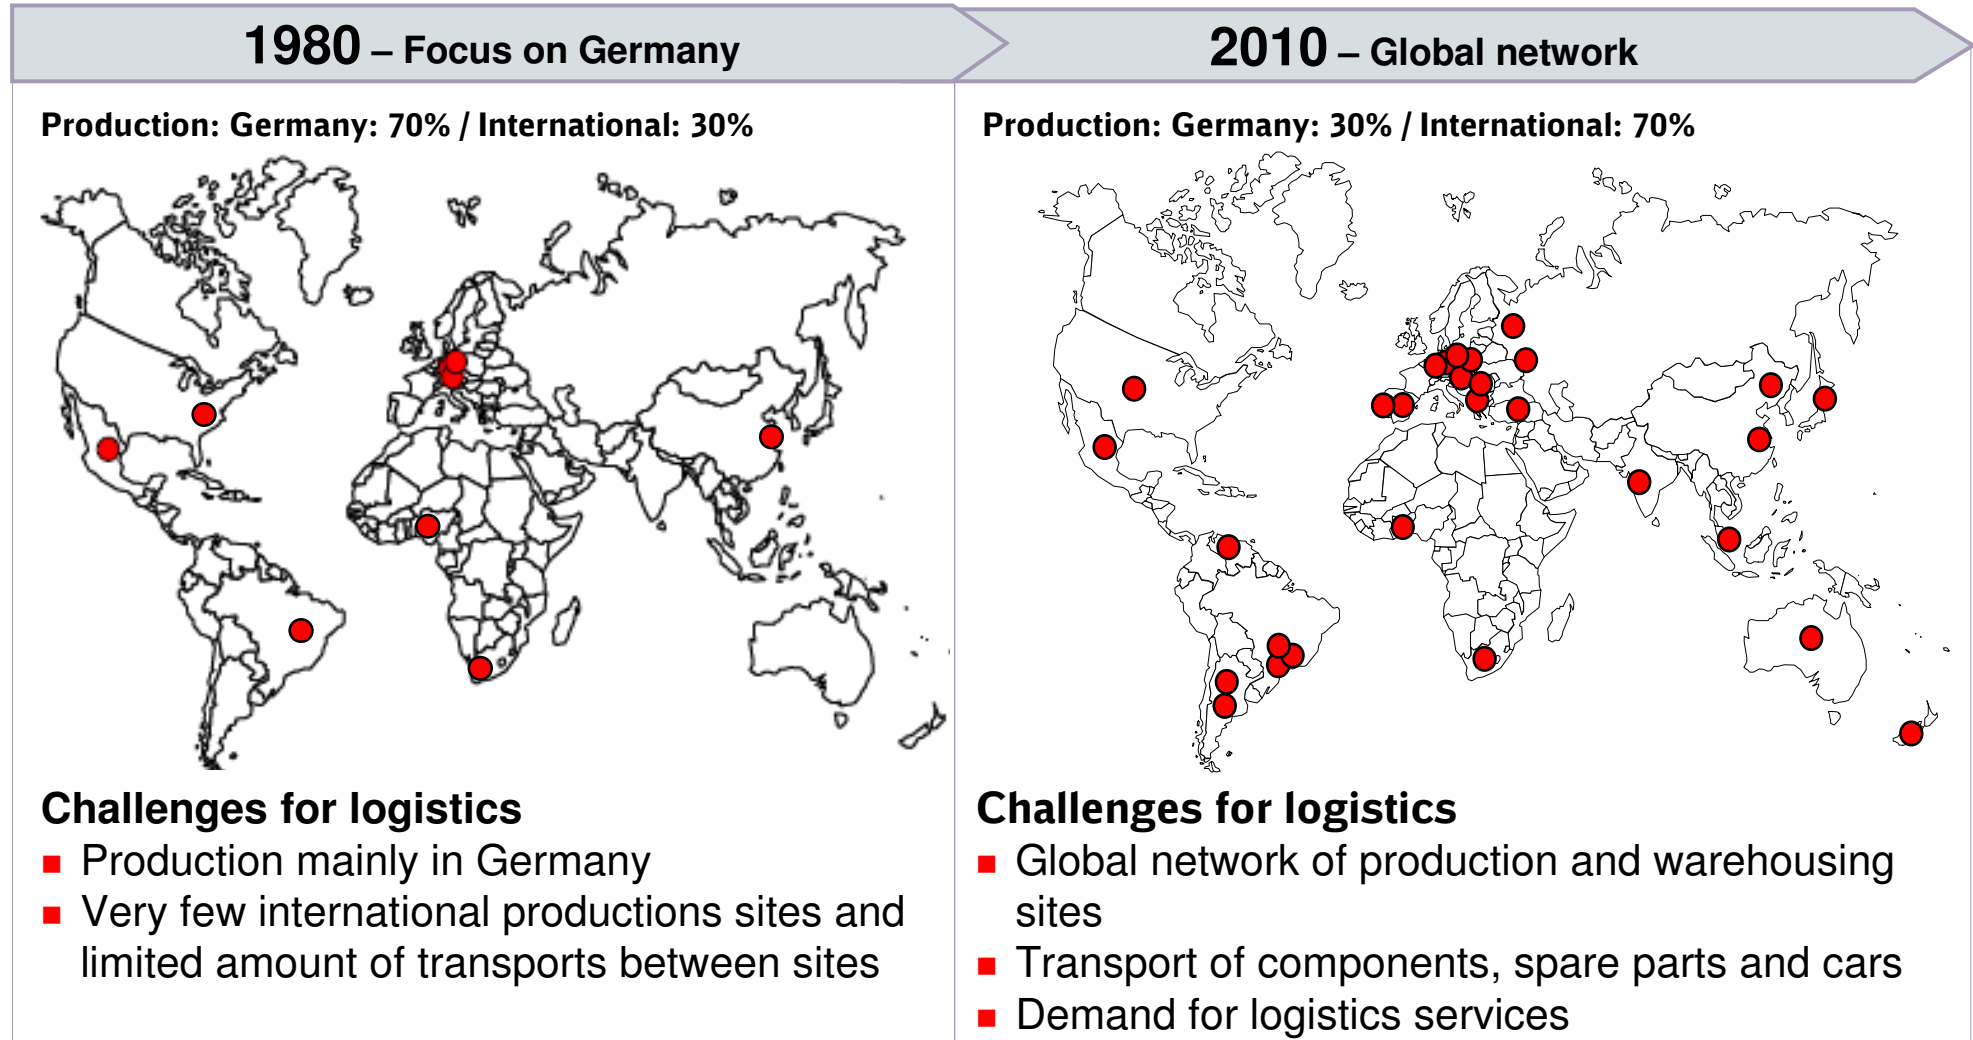 1980 – Focus on Germany
Production: Germany: 70% / International: 30%
Challenges for logistics
Production mainly in Germany
Very few international productions sites and
limited amount of transports between sites
2010 – Global network
Production: Germany: 30% / International: 70%
Challenges for logistics
Global network of production and warehousing
sites
Transport of components, spare parts and cars
Demand for logistics services